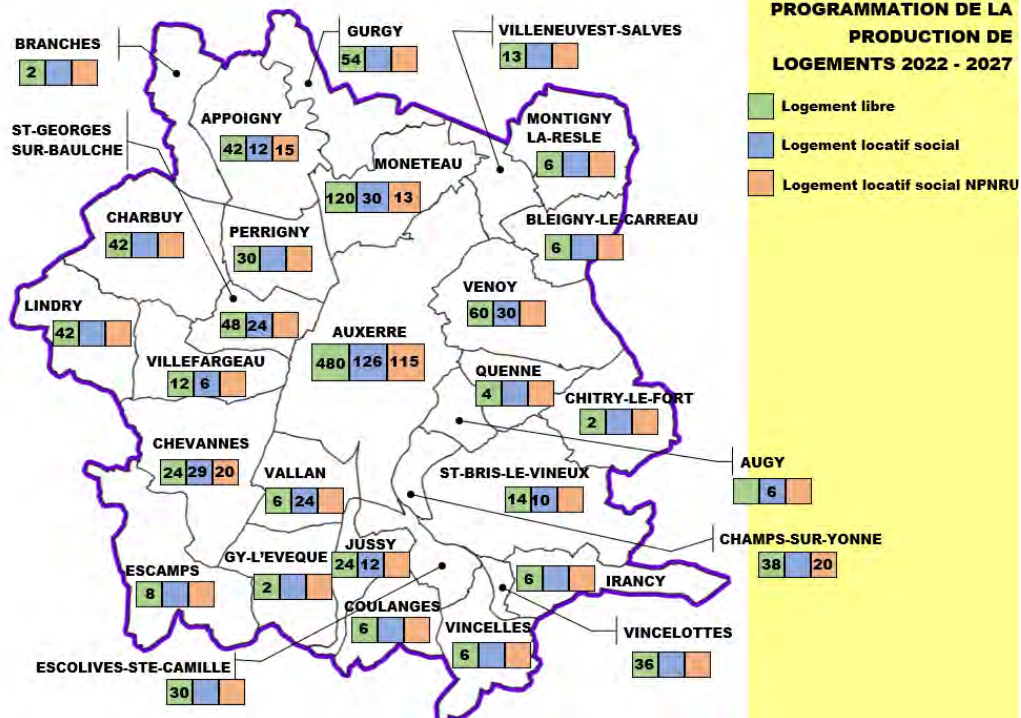 PROGRAMMATION DE LA
PRODUCTION DE
LOGEMENTS 2022 - 2027
Logement libre
Logement locatif social
Logement locatif social NPNRU
BRANCHES
2
GURGY
54
VILLENEUVEST-SALVES
13
ST-GEORGES
SUR-BAULCHE
48 24
APPOIGNY
42 12 15
MONTIGNY
LA-RESLE
6
MONETEAU
120 30 13
CHARBUY
42
PERRIGNY
30
BLEIGNY-LE-CARREAU
6
LINDRY
42
VENOY
60 30
AUXERRE
480 126 115
VILLEFARGEAU
12 6
QUENNE
4
CHITRY-LE-FORT
2
CHEVANNES
24 29 20
VALLAN
6 24
ST-BRIS-LE-VINEUX
14 10
AUGY
6
CHAMPS-SUR-YONNE
38 20
ESCAMPS
8
GY-L'EVEQUE
2
JUSSY
24 12
IRANCY
6
COULANGES
6
VINCELLES
6
VINCELOTTES
36
ESCOLIVES-STE-CAMILLE
30